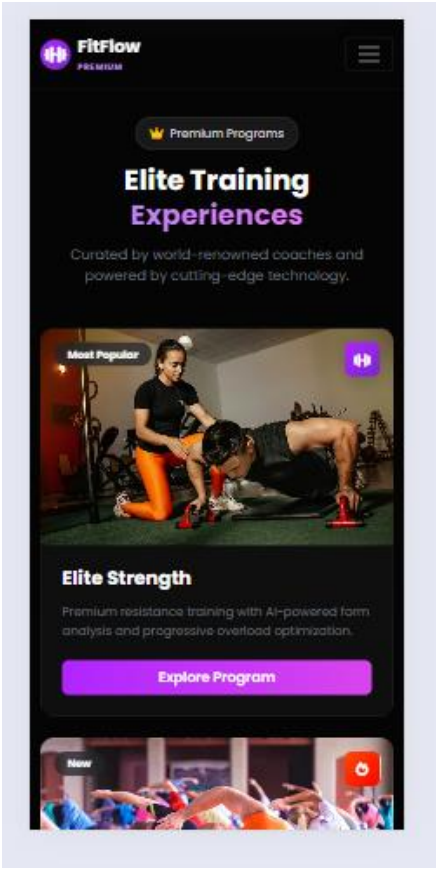 FitFlow
PREMIUM
Premium Programs
Elite Training
Experiences
Curated by world-renowned coaches and
powered by cutting-edge technology.
Most Popular
Elite Strength
Premium resistance training with AI-powered form
analysis and progressive overload optimization.
Explore Program
New